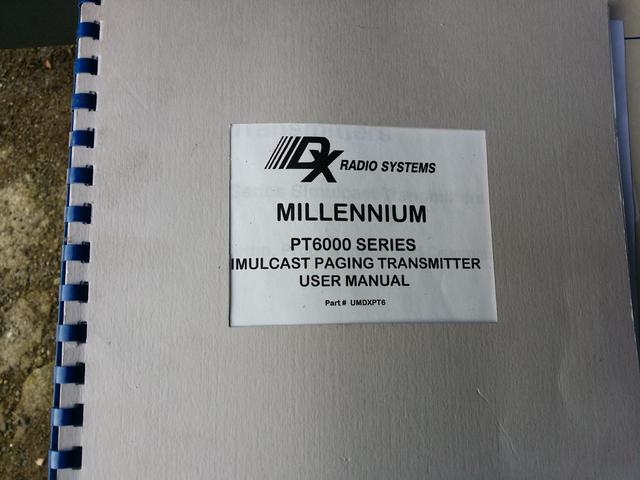 DX RADIO SYSTEMS
MILLENNIUM
PT6000 SERIES
IMULCAST PAGING TRANSMITTER
USER MANUAL
Part # UMDXPT6